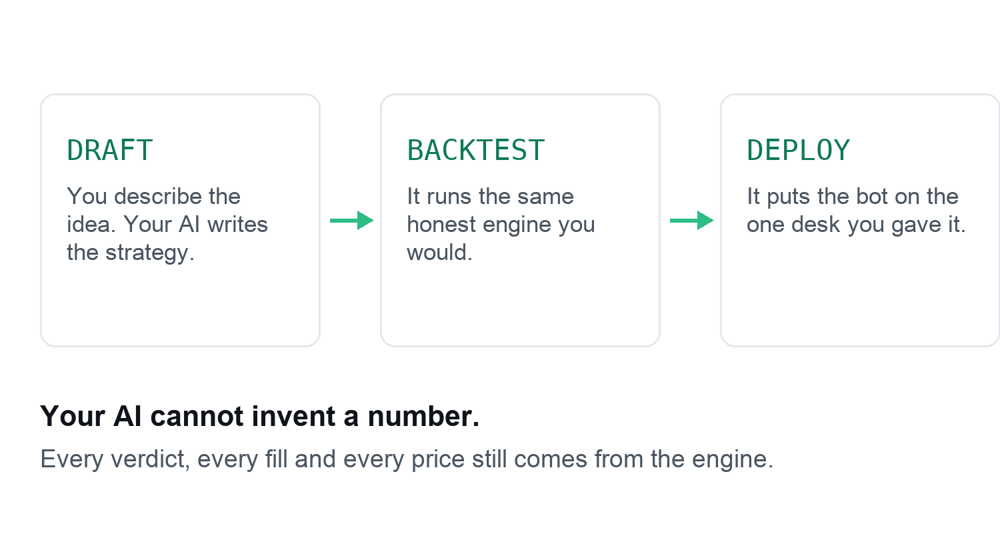 DRAFT
You describe the
idea. Your AI writes
the strategy.
BACKTEST
It runs the same
honest engine you
would.
DEPLOY
It puts the bot on the
one desk you gave it.
Your AI cannot invent a number.
Every verdict, every fill and every price still comes from the engine.